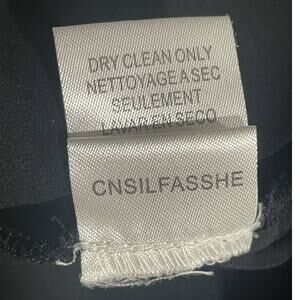 DRY CLEAN ONLY
NETTOYAGE A SEC
SEULEMENT
LAVAR EN SECO
CNSILFASSHE